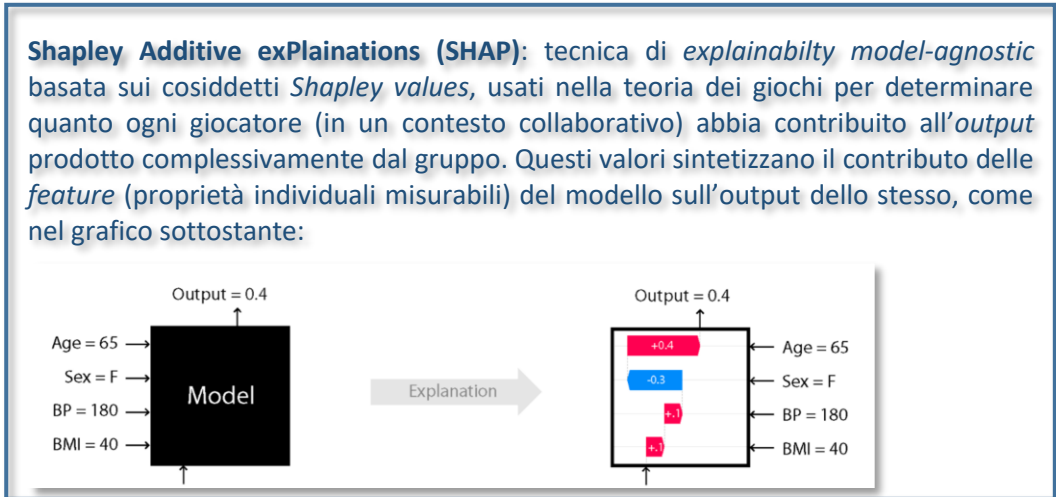 Shapley Additive exPlainations (SHAP): tecnica di explainabilty model-agnostic
basata sui cosiddetti Shapley values, usati nella teoria dei giochi per determinare
quanto ogni giocatore (in un contesto collaborativo) abbia contribuito all’output
prodotto complessivamente dal gruppo. Questi valori sintetizzano il contributo delle
feature (proprietà individuali misurabili) del modello sull’output dello stesso, come
nel grafico sottostante:
Output = 0.4
Age = 65
Sex = F
BP = 180
BMI = 40
Model
Explanation
Output = 0.4
+0.4
-0.3
+.1
+.1
Age = 65
Sex = F
BP = 180
BMI = 40